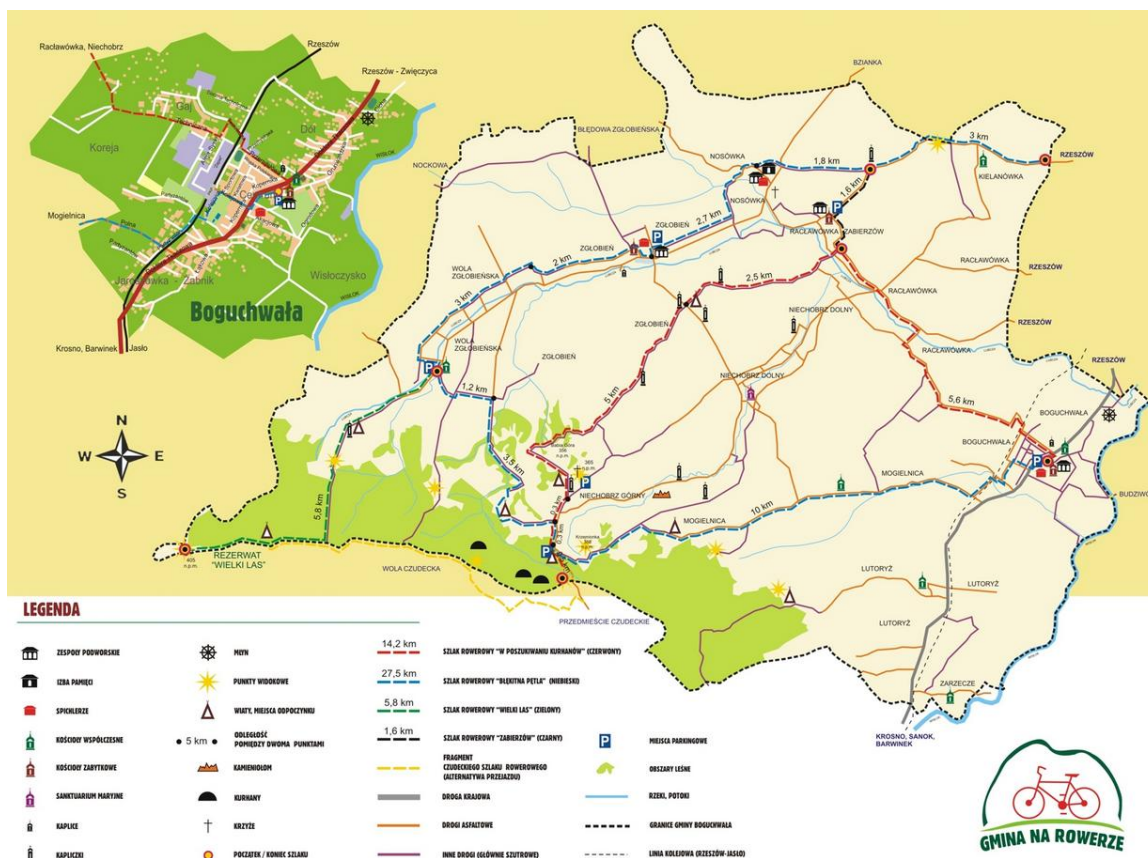 Racławówka, Niechobrz
Rzeszów
Rzeszów - Zwięczyca
Gaj
Dół
Koreja
WISŁOK
Mogielnica
Wisłoczysko
WISŁOK
Boguchwała
Krosno, Barwinek
Jasło
BZIANKA
BŁĘDOWA ZGŁOBIEŃSKA
NOCKOWA
NOSÓWKA
1,8 km
3 km
RZESZÓW
KIELANÓWKA
1,6 km
NOSÓWKA
2,7 km
ZGŁOBIEŃ
ZGŁOBIEŃ
RACŁAWÓWKA
ZABIERZÓW
2 km
2,5 km
RACŁAWÓWKA
RZESZÓW
WOLA
ZGŁOBIEŃSKA
3 km
RACŁAWÓWKA
NIECHOBRZ DOLNY
ZGŁOBIEŃ
RZESZÓW
WOLA
ZGŁOBIEŃSKA
ZGŁOBIEŃ
RACŁAWÓWKA
RZESZÓW
NIECHOBRZ DOLNY
1,2 km
5 km
5,6 km
BOGUCHWAŁA
N
W E
S
BOGUCHWAŁA
3,5 km
MOGIELNICA
NIECHOBRZ GÓRNY
BUDZIWÓJ
5,8 km
MOGIELNICA
10 km
0,3 km
REZERWAT
"WIELKI LAS"
405
n.p.m.
WOLA CZUDECKA
LUTORYŻ
LUTORYŻ
PRZEDMIEŚCIE CZUDECKIE
LUTORYŻ
ZARZECZE
KROSNO, SANOK,
BARWINEK
LEGENDA
ZESPOŁY PODWORSKIE
IZBA PAMIĘCI
SPICHLERZE
KOŚCIOŁY WSPÓŁCZESNE
KOŚCIOŁY ZABYTKOWE
SANKTUARIUM MARYJNE
KAPLICE
KAPLICZKI
MŁYN
PUNKTY WIDOKOWE
WIATY, MIEJSCA ODPOCZYNKU
5 km
ODLEGŁOŚĆ
POMIĘDZY DWOMA PUNKTAMI
KAMIENIOŁOM
KURHANY
KRZYŻE
POCZĄTEK / KONIEC SZLAKU
14,2 km
SZLAK ROWEROWY "W POSZUKIWANIU KURHANÓW" (CZERWONY)
27,5 km
SZLAK ROWEROWY "BŁĘKITNA PĘTLA" (NIEBIESKI)
5,8 km
SZLAK ROWEROWY "WIELKI LAS" (ZIELONY)
1,6 km
SZLAK ROWEROWY "ZABIERZÓW" (CZARNY)
FRAGMENT
CZUDECKIEGO SZLAKU ROWEROWEGO
(ALTERNATYWA PRZEJAZDU)
DROGA KRAJOWA
DROGI ASFALTOWE
INNE DROGI (GŁÓWNIE SZUTROWE)
P
MIEJSCA PARKINGOWE
OBSZARY LEŚNE
RZEKI, POTOKI
GRANICE GMINY BOGUCHWAŁA
LINIA KOLEJOWA (RZESZÓW-JASŁO)
GMINA NA ROWERZE